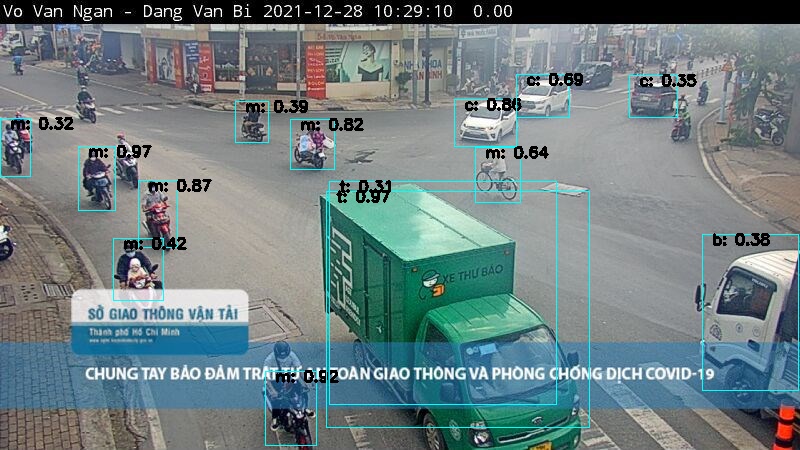 Vo Van Ngan - Dang Van Bi 2021-12-28 10:29:10  0.00
c: 0.69
c: 0.35
m: 0.39
c: 0.86
m: 0.32
m: 0.82
m: 0.97
m: 0.64
m: 0.87
t: 0.31
t: 0.97
m: 0.42
b: 0.38
XE THƯ BÁO
SỞ GIAO THÔNG VẬN TẢI
Thành phố Hồ Chí Minh
CHUNG TAY BẢO ĐẢM TRẬT TỰ AN TOÀN GIAO THÔNG VÀ PHÒNG CHỐNG DỊCH COVID-19
m: 0.92